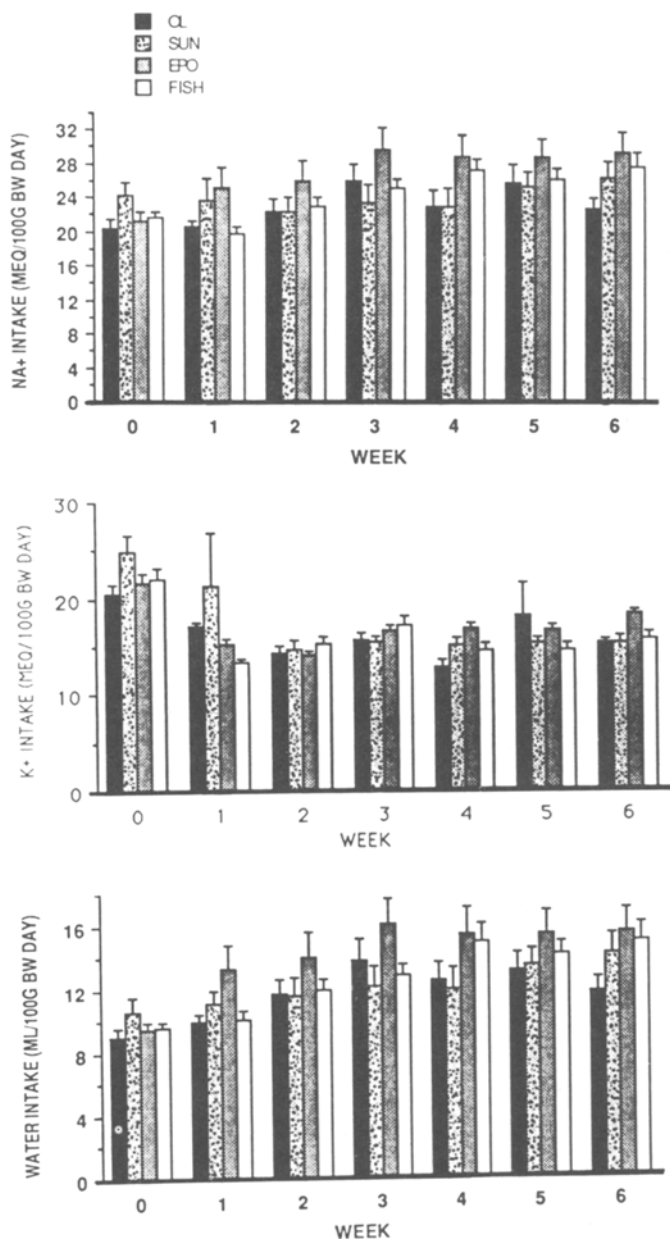 OL
SUN
EPO
FISH
NA+ INTAKE (MEQ/100G BW DAY)
32
28
24
20
16
12
8
4
0
0 1 2 3 4 5 6
WEEK
K+ INTAKE (MEQ/100G BW DAY)
30
20
10
0
0 1 2 3 4 5 6
WEEK
WATER INTAKE (ML/100G BW DAY)
16
12
8
4
0
0 1 2 3 4 5 6
WEEK